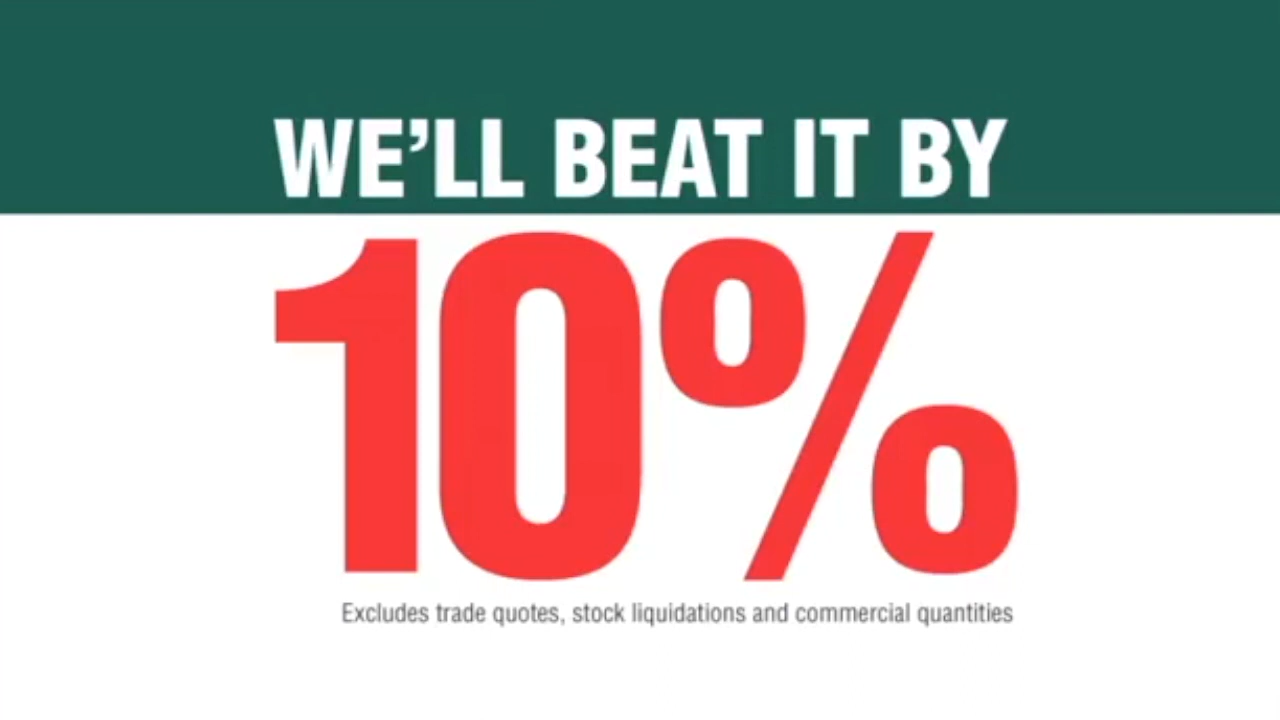 WE'LL BEAT IT BY
10%
Excludes trade quotes, stock liquidations and commercial quantities